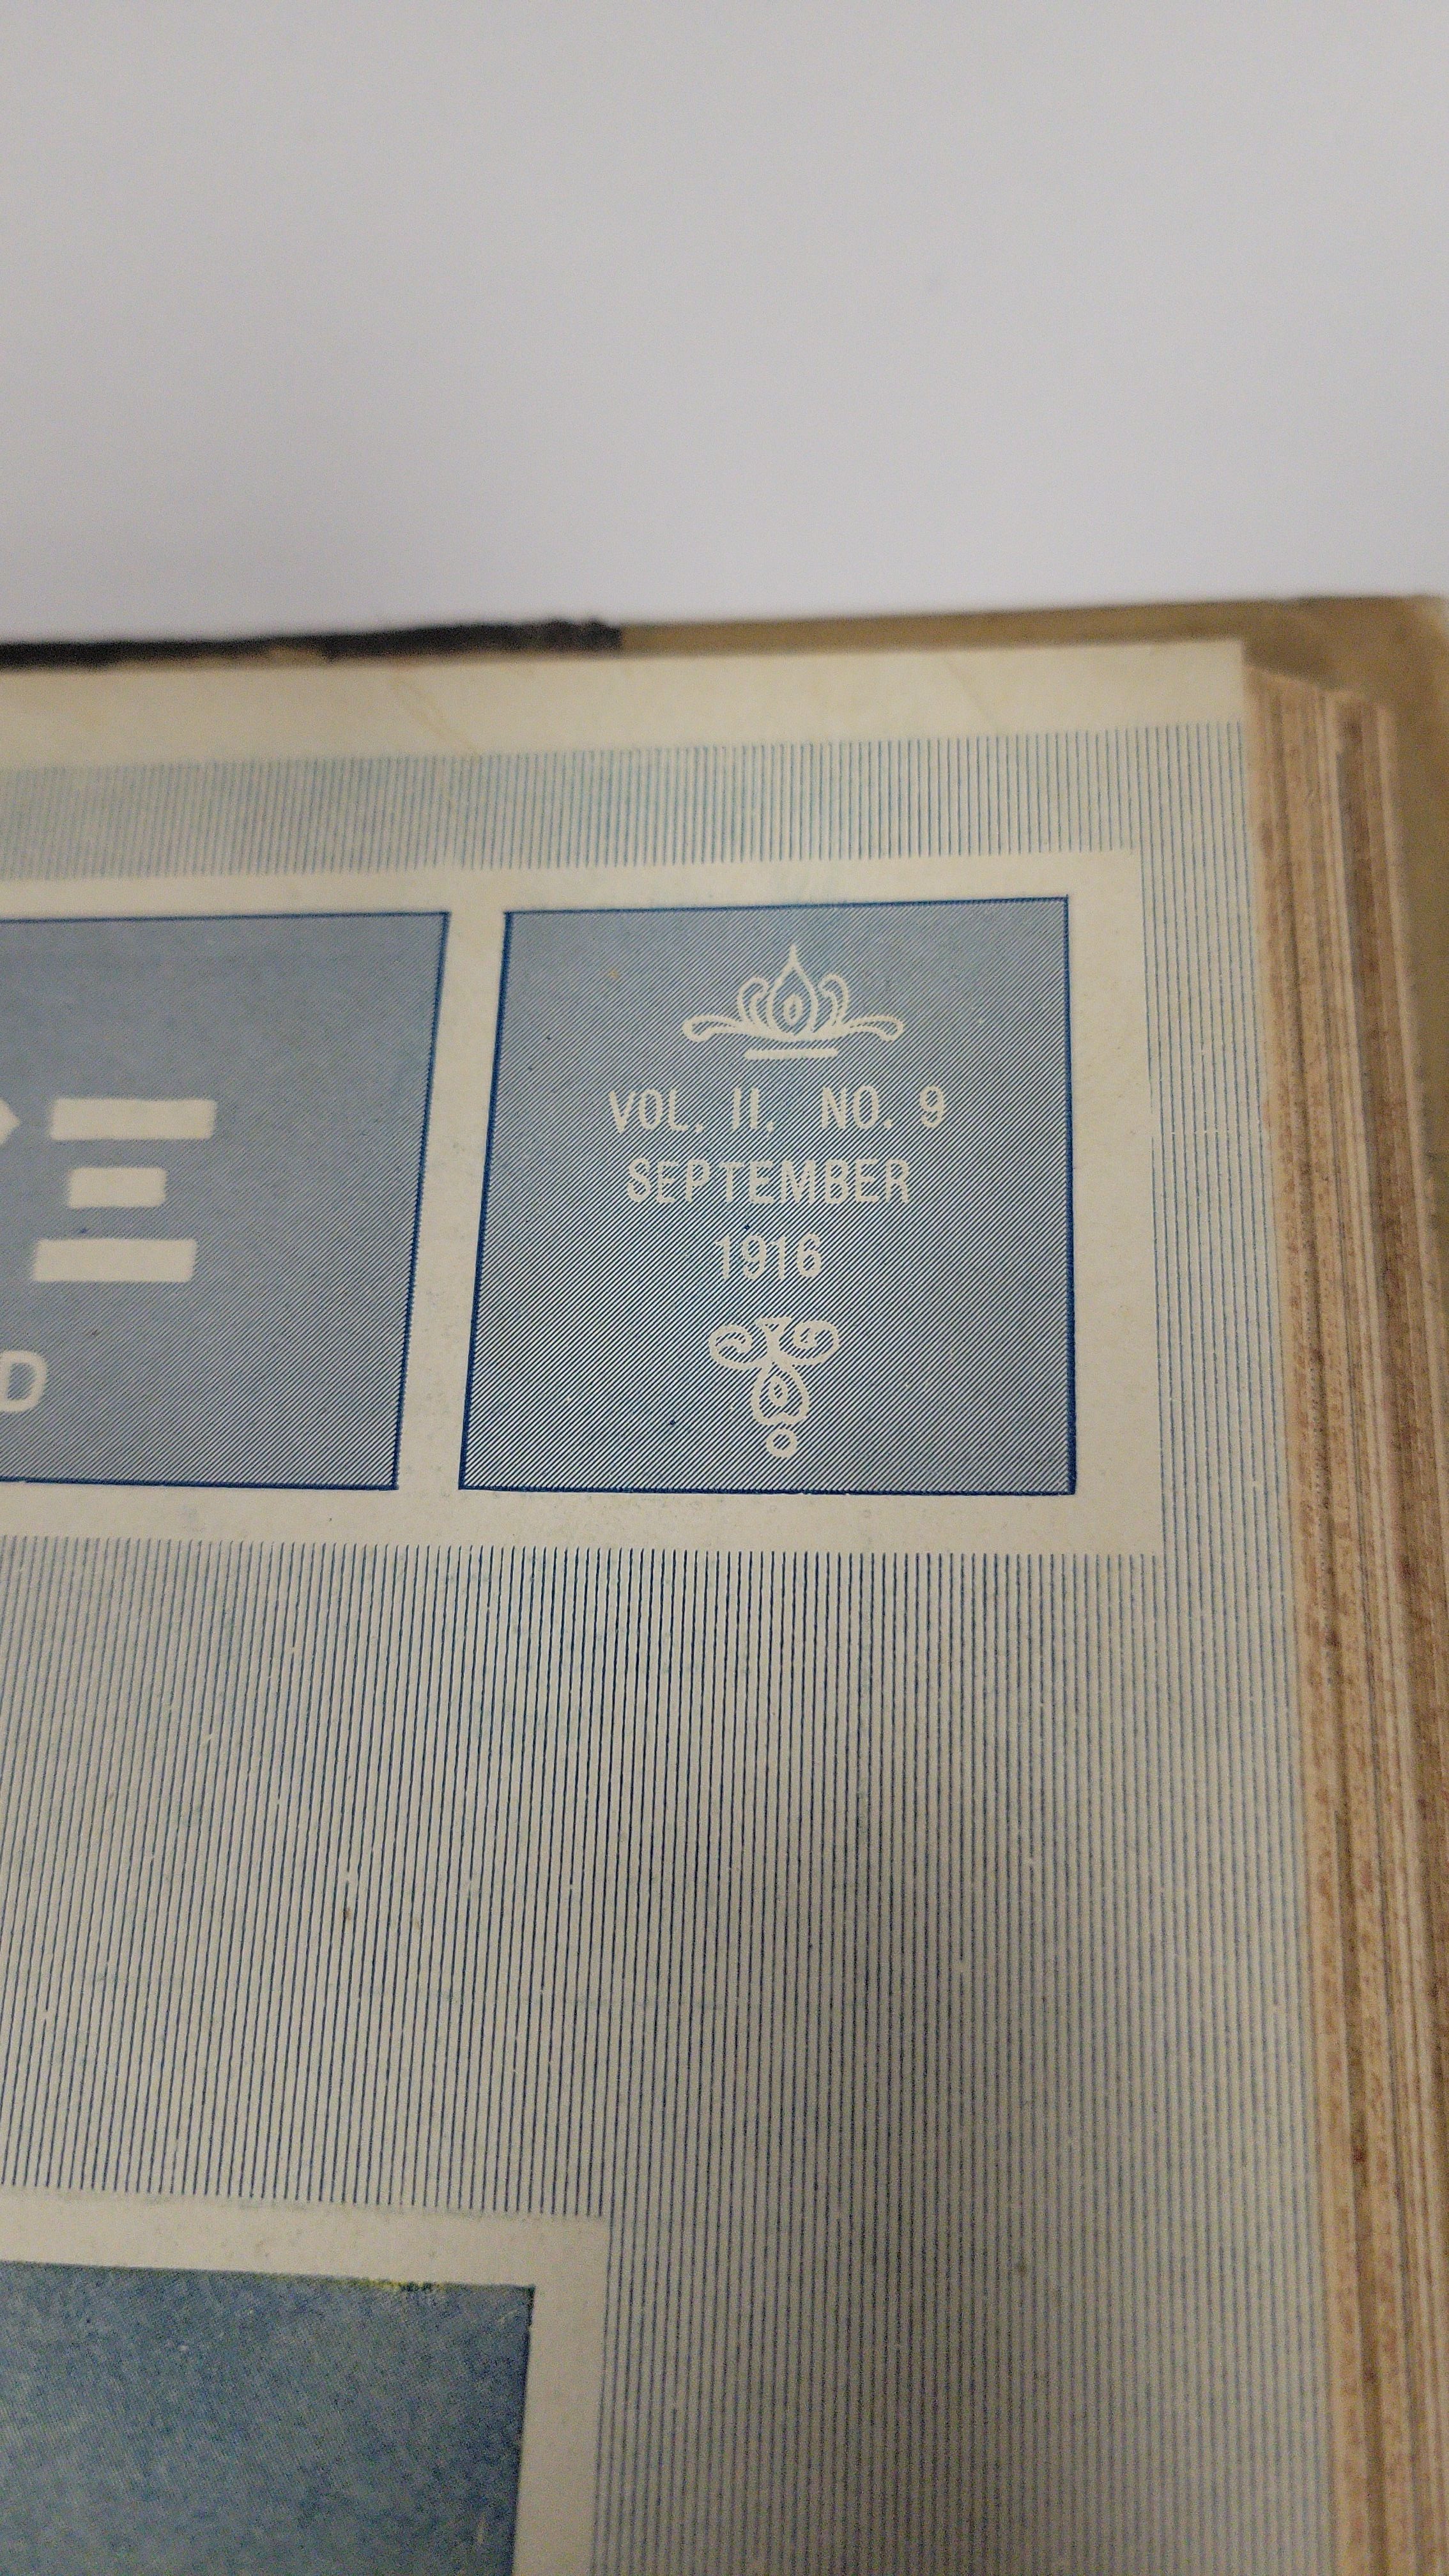 VOL. II. NO. 9
SEPTEMBER
1916
D